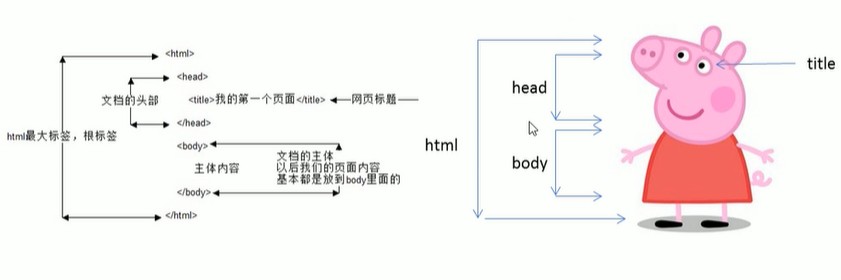 <html>
<head>
文档的头部
<title>我的第一个页面</title>
网页标题
</head>
html最大标签，根标签
<body>
文档的主体
主体内容
以后我们的页面内容
基本都是放到body里面的
</body>
</html>
html
head
body
title